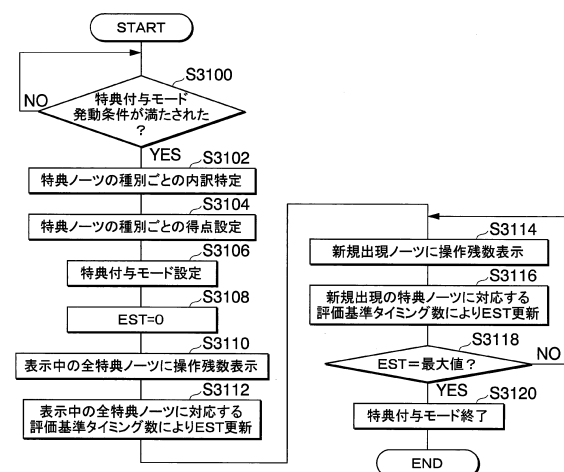 START
S3100
特典付与モード
発動条件が満たされた
?
NO
YES
S3102
特典ノーツの種別ごとの内訳特定
S3104
特典ノーツの種別ごとの得点設定
S3106
特典付与モード設定
S3108
EST=0
S3110
表示中の全特典ノーツに操作残数表示
S3112
表示中の全特典ノーツに対応する
評価基準タイミング数によりEST更新
S3114
新規出現ノーツに操作残数表示
S3116
新規出現の特典ノーツに対応する
評価基準タイミング数によりEST更新
S3118
EST=最大値?
NO
YES
S3120
特典付与モード終了
END